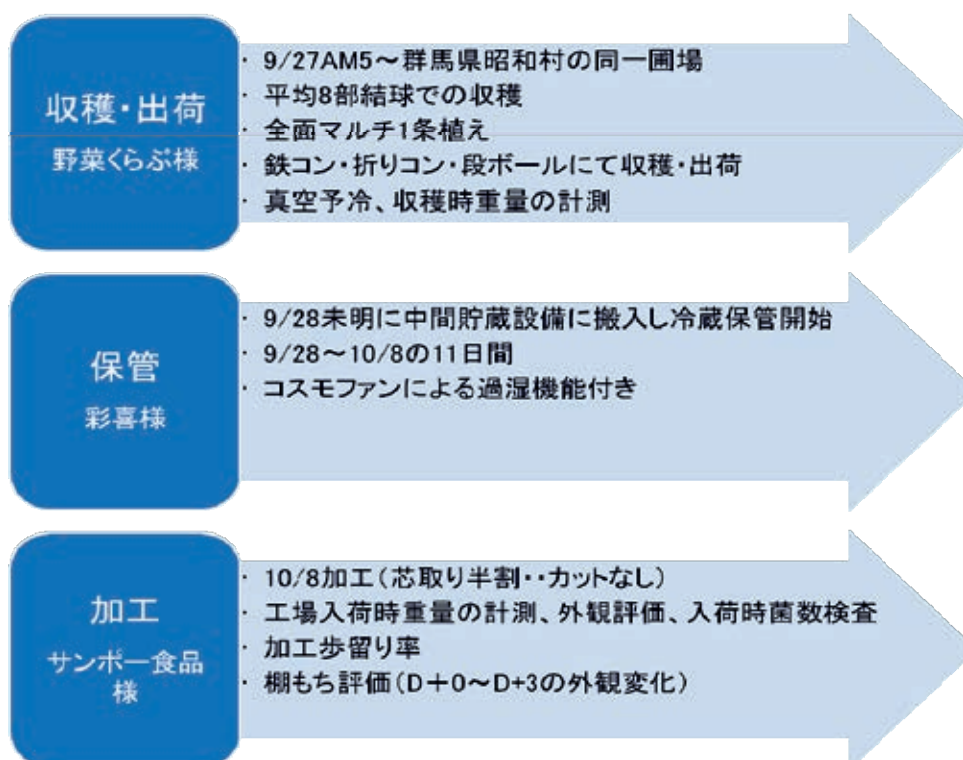 収穫・出荷
野菜くらぶ様
・ 9/27AM5～群馬県昭和村の同一圃場
・ 平均8部結球での収穫
・ 全面マルチ1条植え
・ 鉄コン・折りコン・段ボールにて収穫・出荷
・ 真空予冷、収穫時重量の計測
保管
彩喜様
・ 9/28未明に中間貯蔵設備に搬入し冷蔵保管開始
・ 9/28～10/8の11日間
・ コスモファンによる過湿機能付き
加工
サンポー食品
様
・ 10/8加工（芯取り半割・・カットなし）
・ 工場入荷時重量の計測、外観評価、入荷時菌数検査
・ 加工歩留り率
・ 棚もち評価（D＋0～D+3の外観変化）